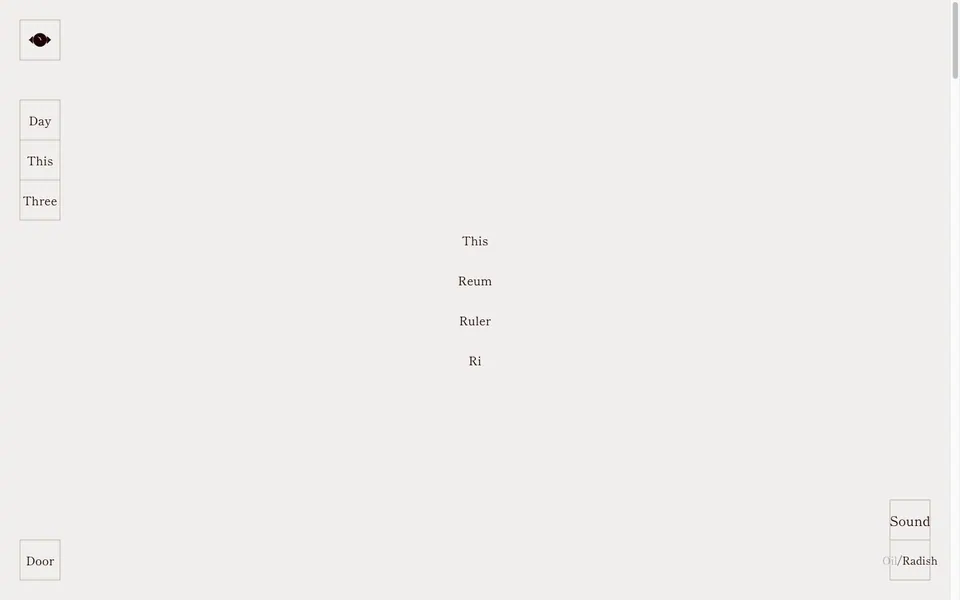 Day
This
Three
This
Reum
Ruler
Ri
Sound
Door
Oil/Radish